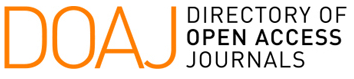 DOAJ
DIRECTORY OF
OPEN ACCESS
JOURNALS